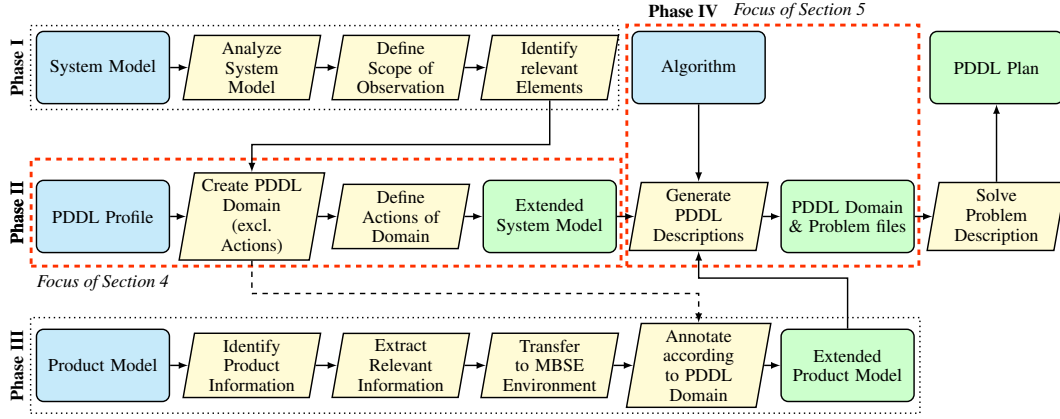 Phase IV Focus of Section 5
Phase I
System Model
Analyze
System
Model
Define
Scope of
Observation
Identify
relevant
Elements
Algorithm
PDDL Plan
Phase II
PDDL Profile
Create PDDL
Domain
(excl.
Actions)
Define
Actions of
Domain
Extended
System Model
Generate
PDDL
Descriptions
PDDL Domain
& Problem files
Solve
Problem
Description
Focus of Section 4
Phase III
Product Model
Identify
Product
Information
Extract
Relevant
Information
Transfer
to MBSE
Environment
Annotate
according
to PDDL
Domain
Extended
Product Model